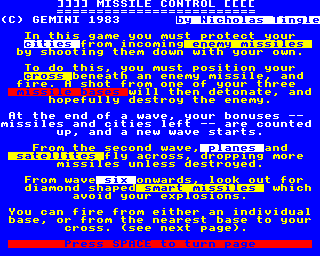 ]]]] MISSILE CONTROL [[[[
=========================
(C) GEMINI 1983 by Nicholas Tingle
In this game you must protect your
cities from incoming enemy missiles
by shooting them down with your own.
To do this, you must position your
cross beneath an enemy missile, and
fire. A shot from one of your three
missile bases will then detonate, and
hopefully destroy the enemy.
At the end of a wave, your bonuses --
missiles and cities left -- are counted
up, and a new wave starts.
From the second wave, planes and
satellites fly across, dropping more
missiles unless destroyed.
From wave six onwards, look out for
diamond shaped smart missiles which
avoid your explosions.
You can fire from either an individual
base, or from the nearest base to your
cross. (see next page).
Press SPACE to turn page